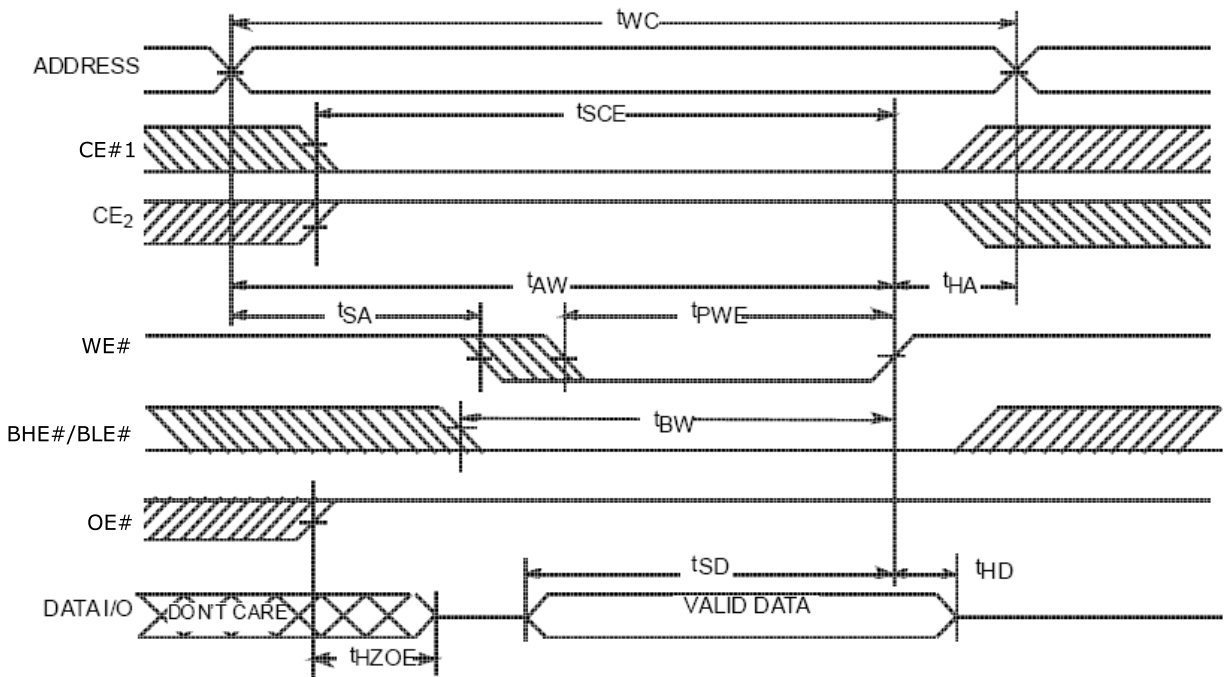 tWC
ADDRESS
tSCE
CE#1
CE2
tAW
tHA
tSA
tPWE
WE#
tBW
BHE#/BLE#
OE#
tSD
tHD
DATA I/O
DON'T CARE
VALID DATA
tHZOE